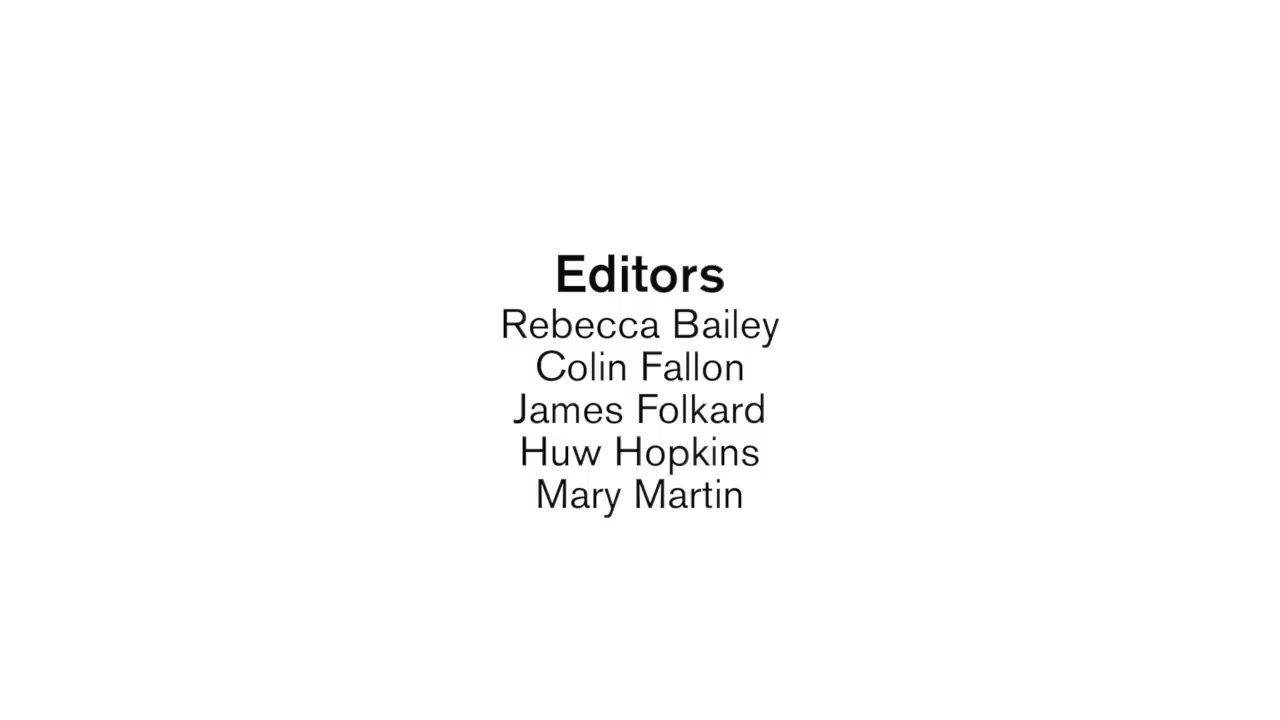 Editors
Rebecca Bailey
Colin Fallon
James Folkard
Huw Hopkins
Mary Martin